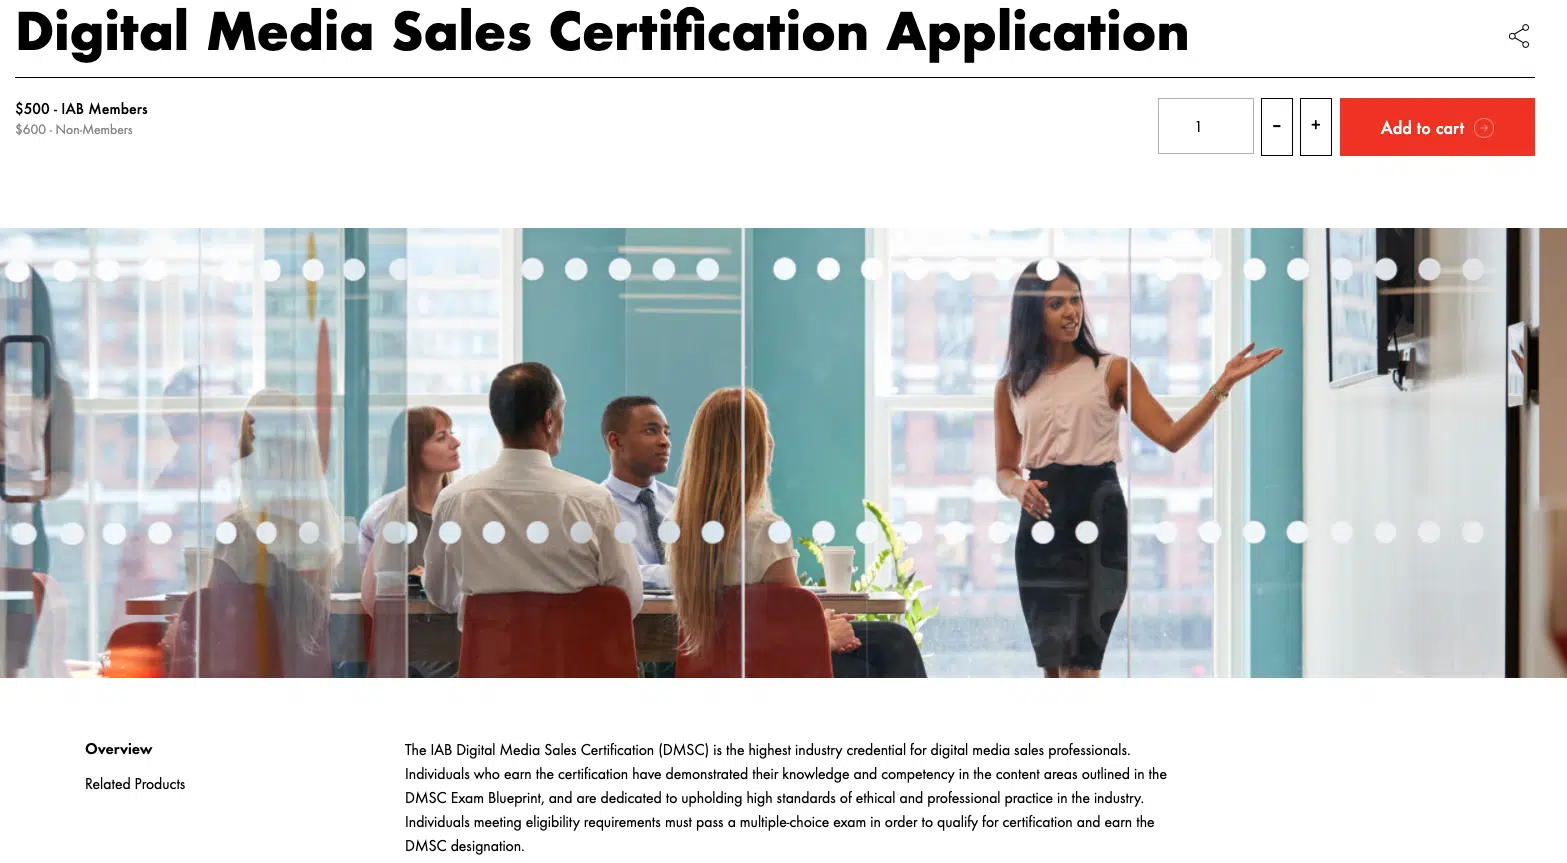 Digital Media Sales Certification Application
$500 - IAB Members
$600 - Non-Members
1
-
+
Add to cart
Overview
Related Products
The IAB Digital Media Sales Certification (DMSC) is the highest industry credential for digital media sales professionals.
Individuals who earn the certification have demonstrated their knowledge and competency in the content areas outlined in the
DMSC Exam Blueprint, and are dedicated to upholding high standards of ethical and professional practice in the industry.
Individuals meeting eligibility requirements must pass a multiple-choice exam in order to qualify for certification and earn the
DMSC designation.